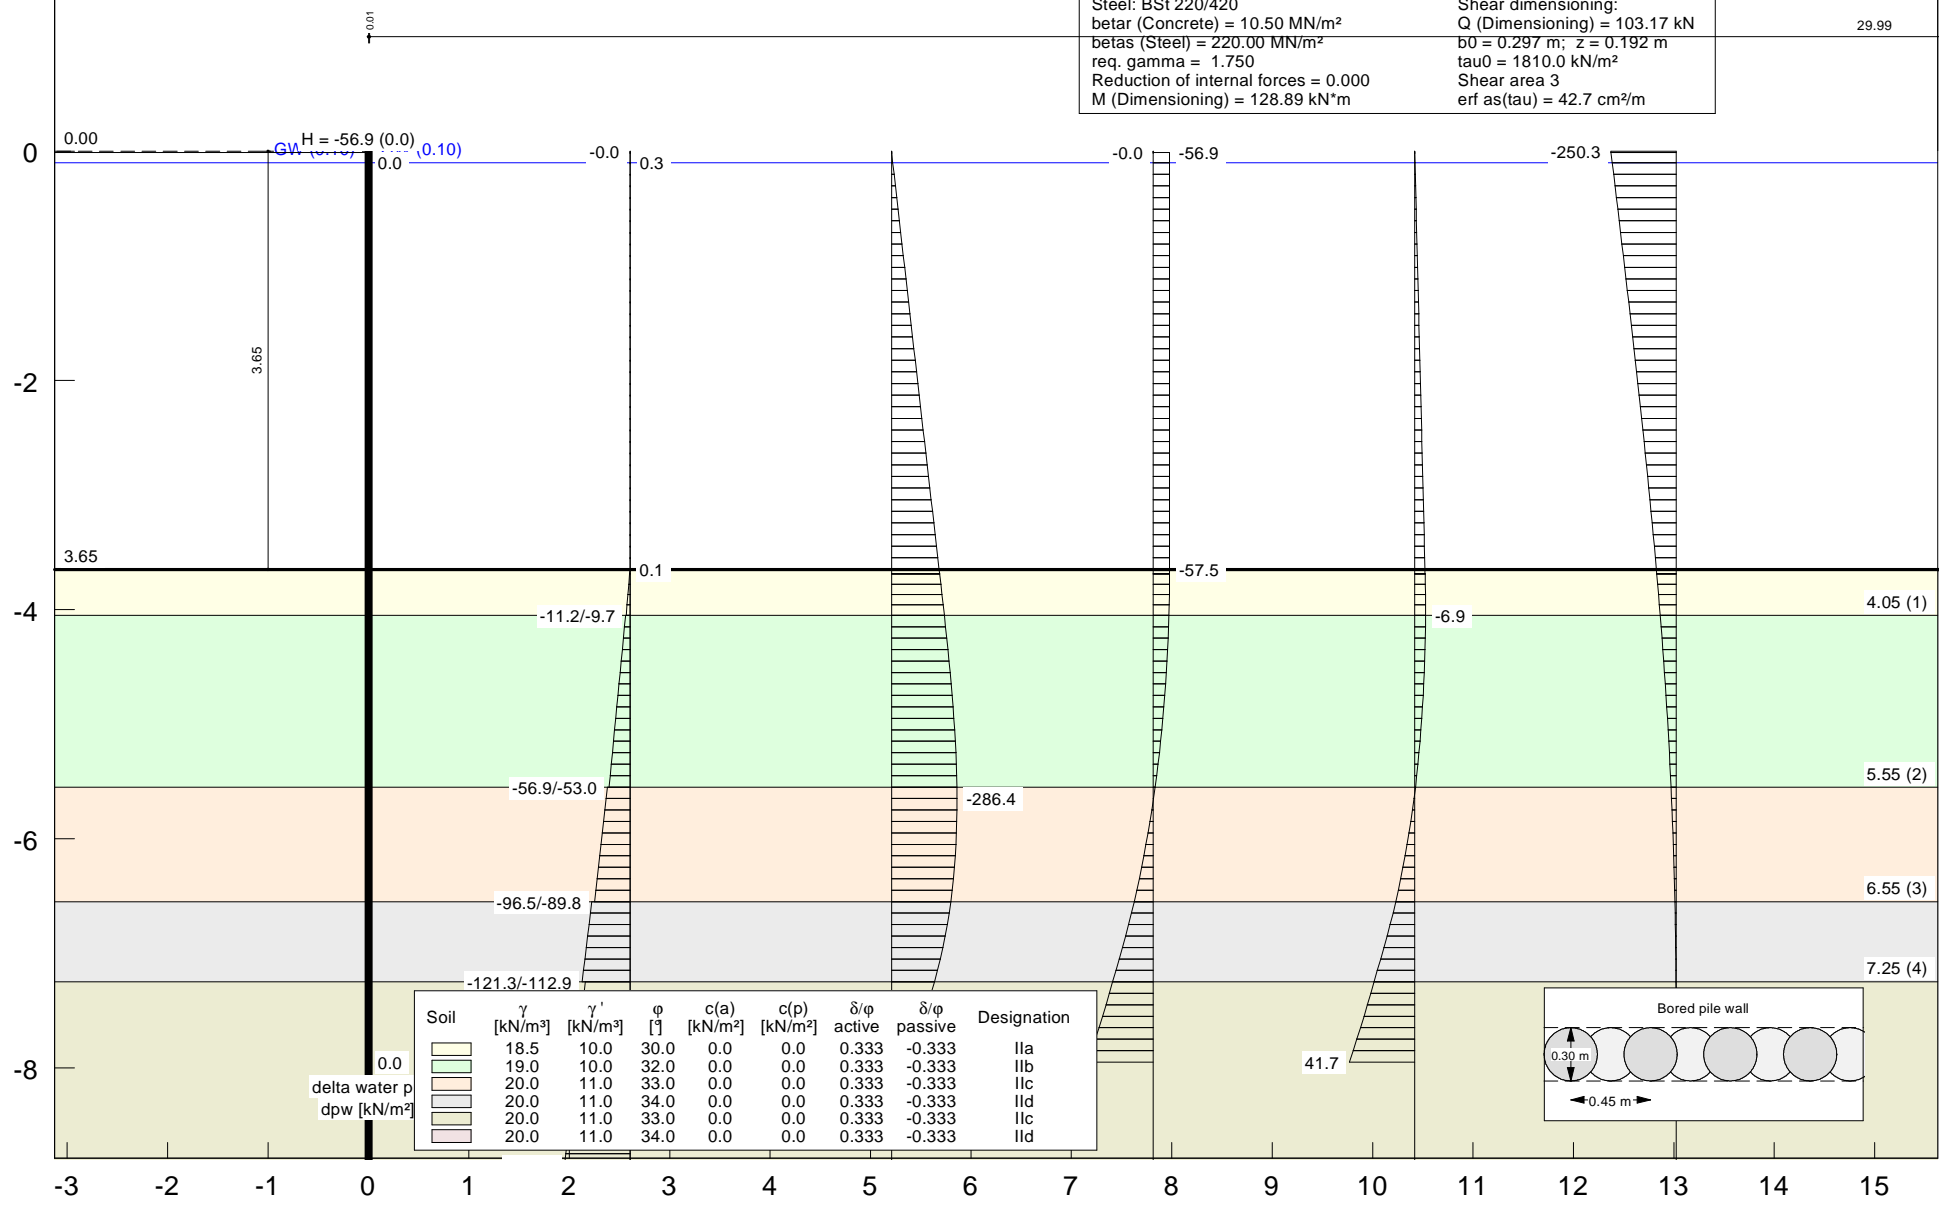 Steel: BSt 220/420
betar (Concrete) = 10.50 MN/m²
betas (Steel) = 220.00 MN/m²
req. gamma = 1.750
Reduction of internal forces = 0.000
M (Dimensioning) = 128.89 kN*m
Shear dimensioning:
Q (Dimensioning) = 103.17 kN
b0 = 0.297 m; z = 0.192 m
tau0 = 1810.0 kN/m²
Shear area 3
erf as(tau) = 42.7 cm²/m
0.01
29.99
0.00
H = -56.9 (0.0)
GW (0.10)
(0.10)
0.0
-0.0
0.3
-0.0
-56.9
-250.3
3.65
3.65
0.1
-57.5
4.05 (1)
-11.2/-9.7
-6.9
5.55 (2)
-56.9/-53.0
-286.4
6.55 (3)
-96.5/-89.8
7.25 (4)
-121.3/-112.9
0.0
delta water p
dpw [kN/m²]
41.7
Soil γ [kN/m³] γ ' [kN/m³] φ [°] c(a) [kN/m²] c(p) [kN/m²] δ/φ active δ/φ passive Designation
18.5 10.0 30.0 0.0 0.0 0.333 -0.333 IIa
19.0 10.0 32.0 0.0 0.0 0.333 -0.333 IIb
20.0 11.0 33.0 0.0 0.0 0.333 -0.333 IIc
20.0 11.0 34.0 0.0 0.0 0.333 -0.333 IId
20.0 11.0 33.0 0.0 0.0 0.333 -0.333 IIc
20.0 11.0 34.0 0.0 0.0 0.333 -0.333 IId
Bored pile wall
0.30 m
0.45 m
0
-2
-4
-6
-8
-3 -2 -1 0 1 2 3 4 5 6 7 8 9 10 11 12 13 14 15